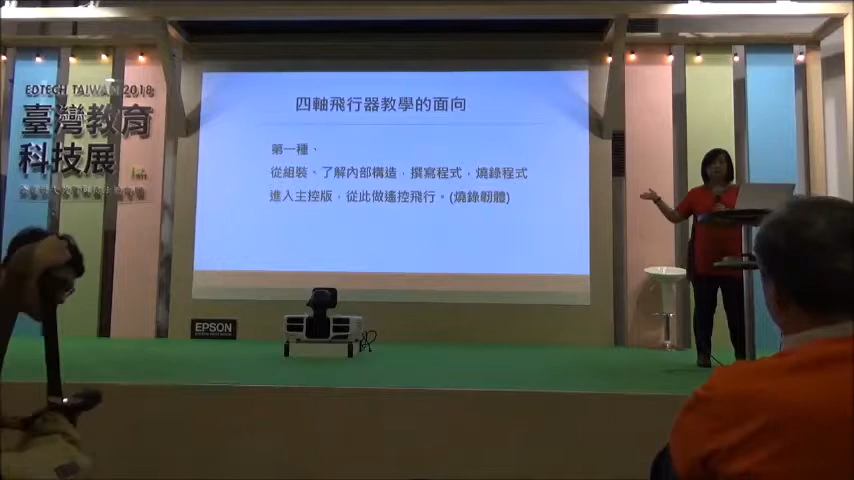 EDTECH TAIWAN 2018
臺灣教育
科技展
四軸飛行器教學的面向
第一種、
從組裝、了解內部構造，撰寫程式，燒錄程式
進入主控版，從此做遙控飛行。(燒錄韌體)
EPSON